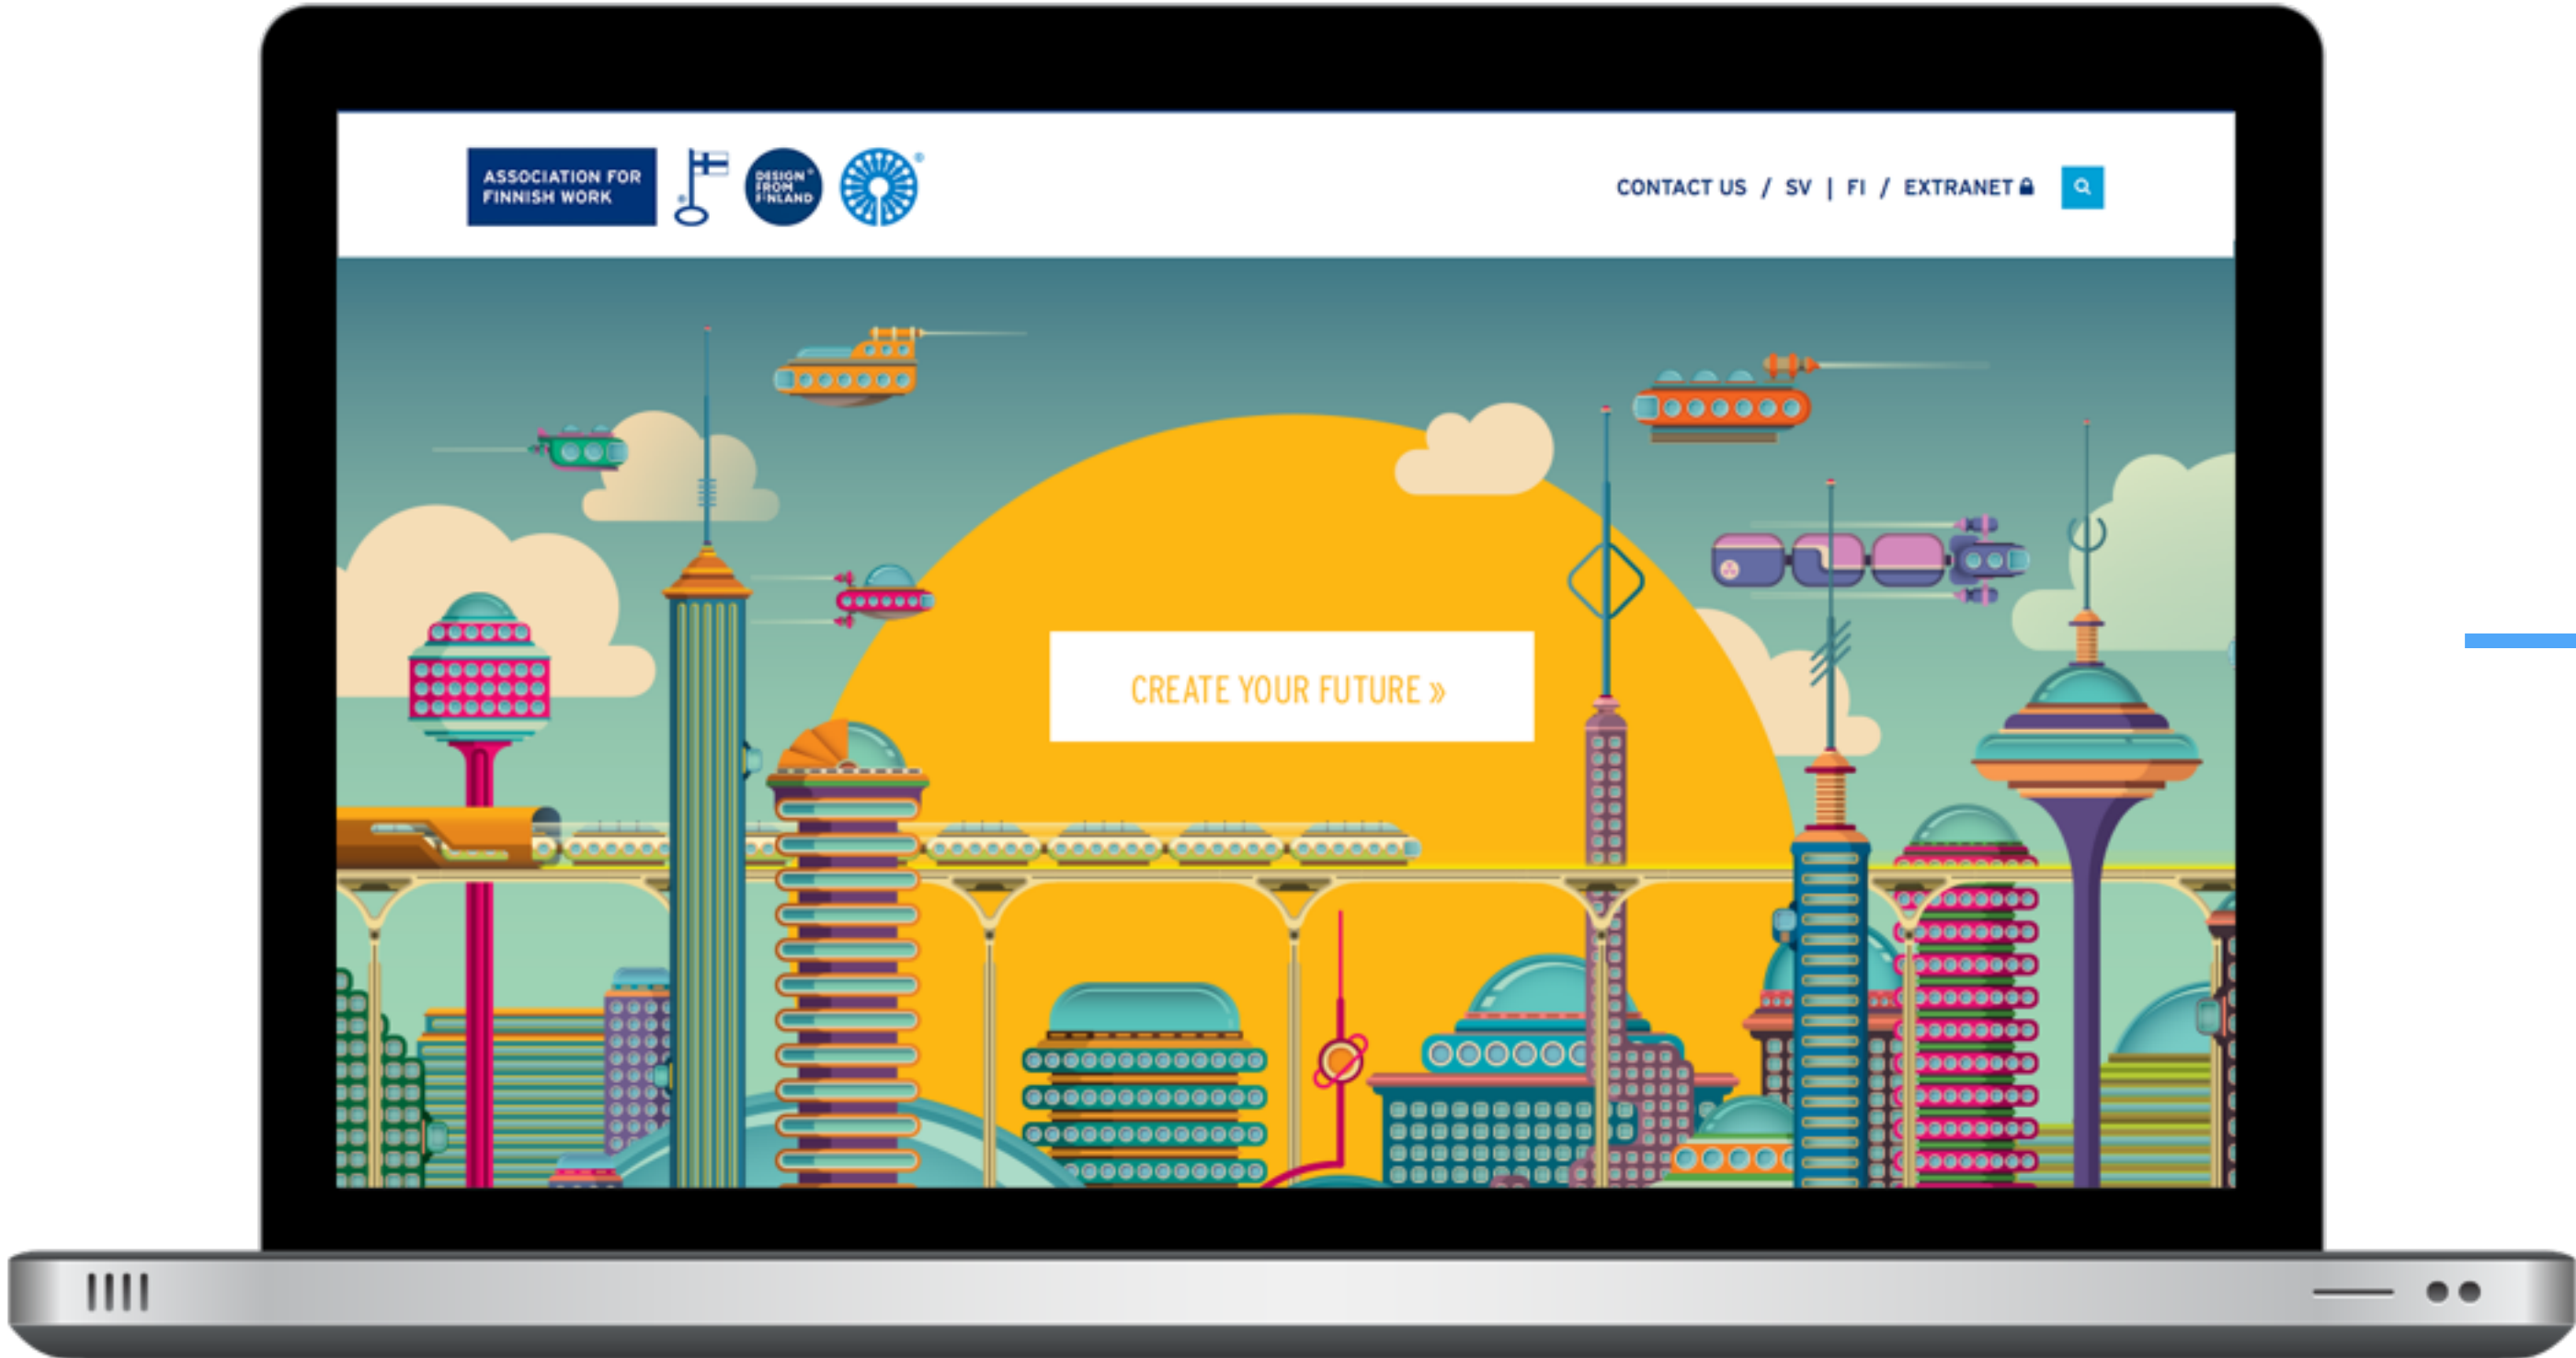 ASSOCIATION FOR
FINNISH WORK
DESIGN®
FROM
FINLAND
®
®
CONTACT US / SV | FI / EXTRANET
CREATE YOUR FUTURE »